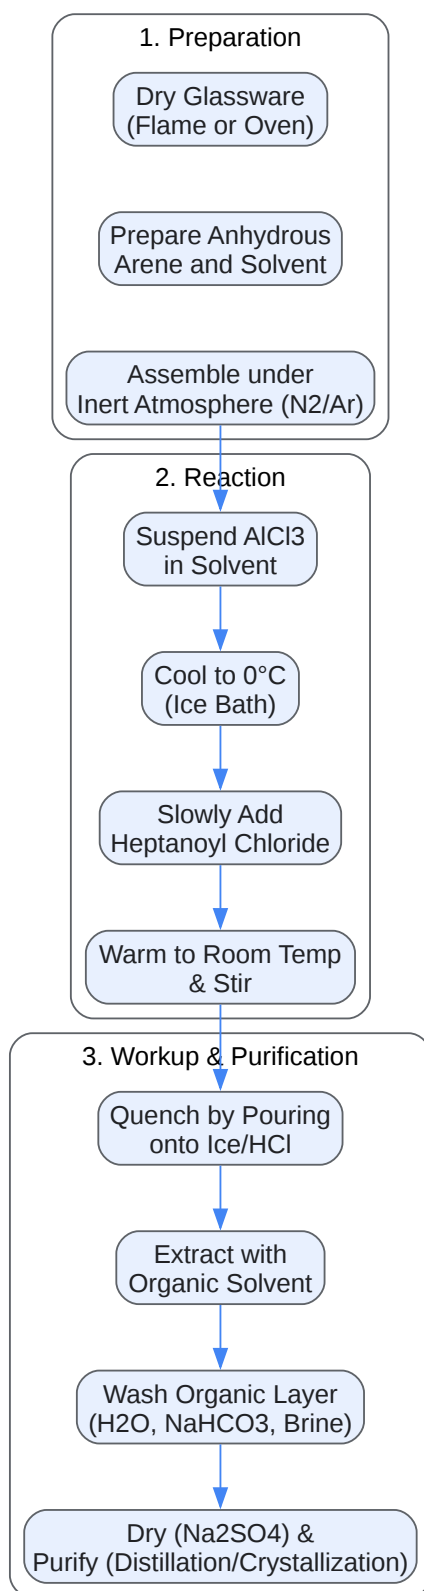 1. Preparation
Dry Glassware
(Flame or Oven)
Prepare Anhydrous
Arene and Solvent
Assemble under
Inert Atmosphere (N2/Ar)
2. Reaction
Suspend AlCl3
in Solvent
Cool to 0°C
(Ice Bath)
Slowly Add
Heptanoyl Chloride
Warm to Room Temp
& Stir
3. Workup & Purification
Quench by Pouring
onto Ice/HCl
Extract with
Organic Solvent
Wash Organic Layer
(H2O, NaHCO3, Brine)
Dry (Na2SO4) &
Purify (Distillation/Crystallization)